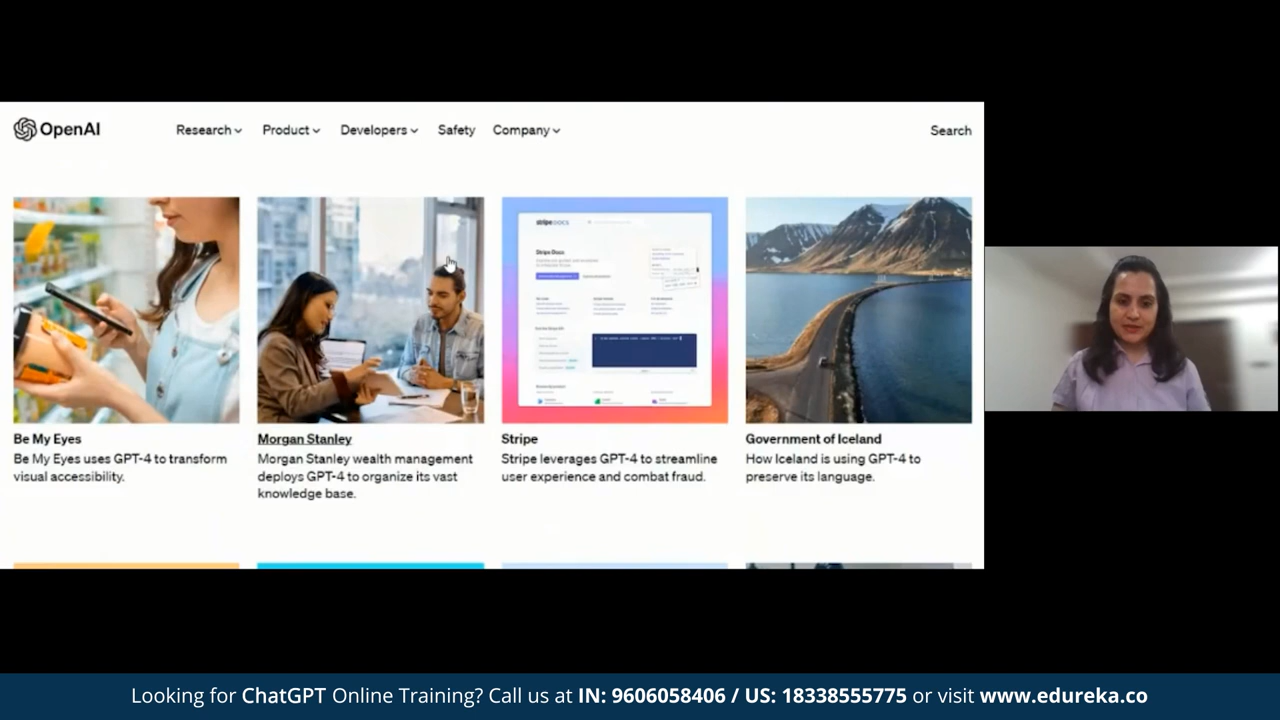 OpenAI
Research
Product
Developers
Safety
Company
Search
stripe DOCS
Stripe Docs
Be My Eyes
Be My Eyes uses GPT-4 to transform
visual accessibility.
Morgan Stanley
Morgan Stanley wealth management
deploys GPT-4 to organize its vast
knowledge base.
Stripe
Stripe leverages GPT-4 to streamline
user experience and combat fraud.
Government of Iceland
How Iceland is using GPT-4 to
preserve its language.
Looking for ChatGPT Online Training? Call us at IN: 9606058406 / US: 18338555775 or visit www.edureka.co